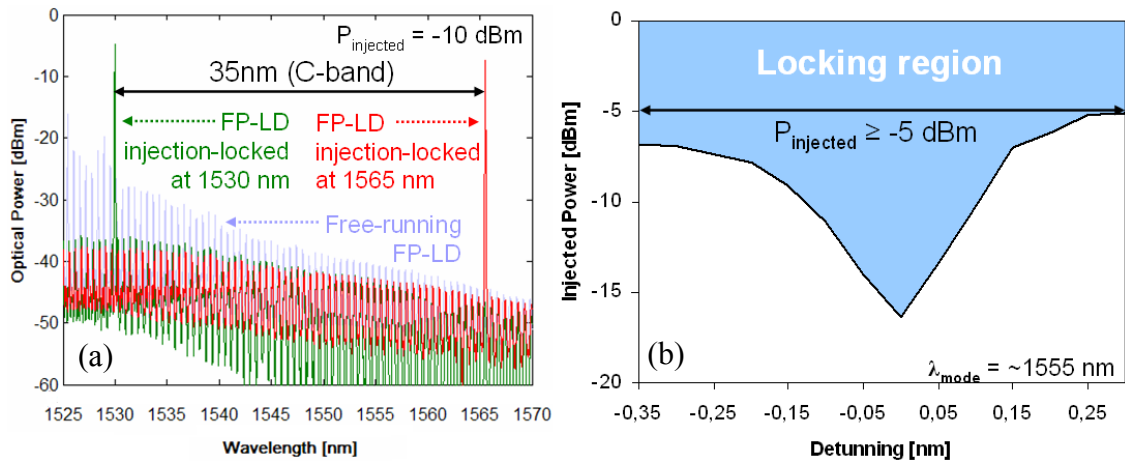 P_injected = -10 dBm
35nm (C-band)
FP-LD
injection-locked
at 1530 nm
FP-LD
injection-locked
at 1565 nm
Free-running
FP-LD
Optical Power [dBm]
0
-10
-20
-30
-40
-50
-60
(a)
1525 1530 1535 1540 1545 1550 1555 1560 1565 1570
Wavelength [nm]
Locking region
P_injected ≥ -5 dBm
Injected Power [dBm]
0
-5
-10
-15
-20
(b)
λ_mode = ~1555 nm
-0,35 -0,25 -0,15 -0,05 0,05 0,15 0,25
Detunning [nm]